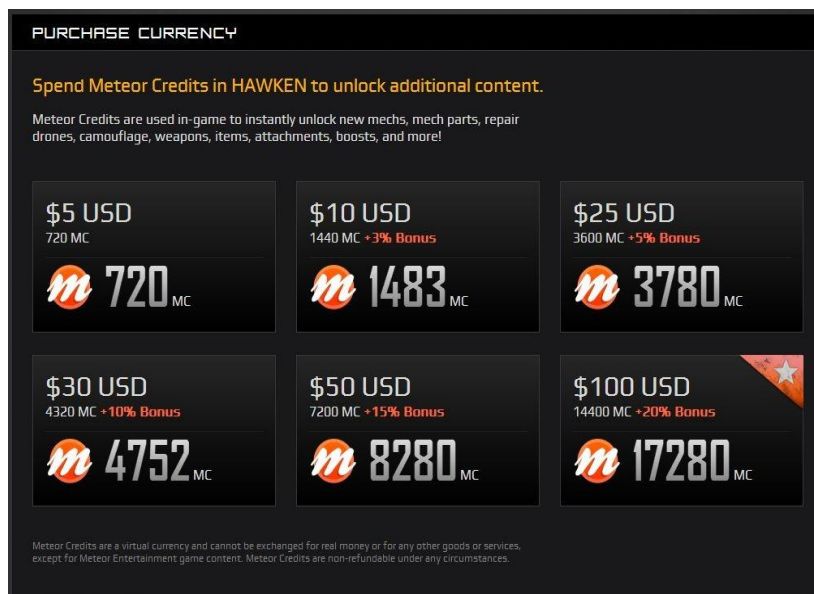 PURCHASE CURRENCY
Spend Meteor Credits in HAWKEN to unlock additional content.
Meteor Credits are used in-game to instantly unlock new mechs, mech parts, repair
drones, camouflage, weapons, items, attachments, boosts, and more!
$5 USD
720 MC
m 720 MC
$10 USD
1440 MC +3% Bonus
m 1483 MC
$25 USD
3600 MC +5% Bonus
m 3780 MC
$30 USD
4320 MC +10% Bonus
m 4752 MC
$50 USD
7200 MC +15% Bonus
m 8280 MC
$100 USD
14400 MC +20% Bonus
m 17280 MC
Meteor Credits are a virtual currency and cannot be exchanged for real money or for any other goods or services,
except for Meteor Entertainment game content. Meteor Credits are non-refundable under any circumstances.